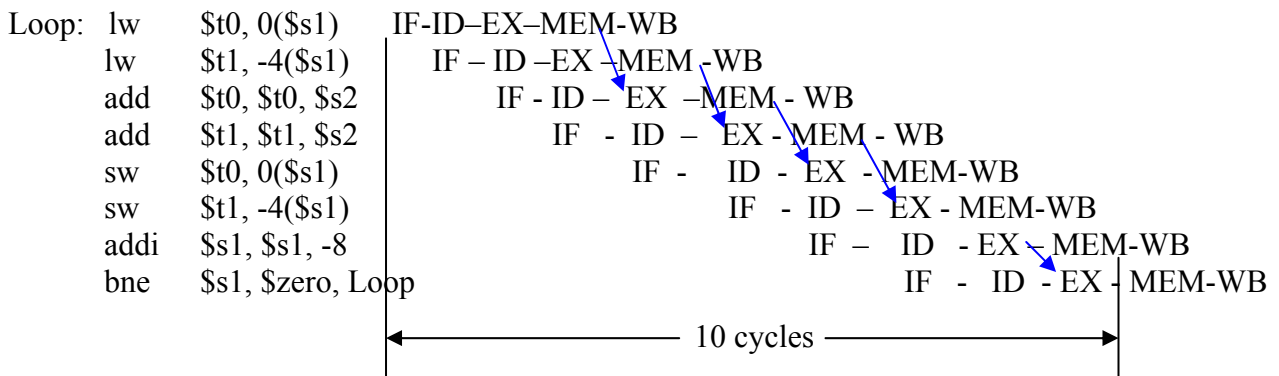 Loop: lw $t0, 0($s1) IF-ID–EX–MEM-WB
lw $t1, -4($s1) IF – ID –EX –MEM -WB
add $t0, $t0, $s2 IF - ID – EX –MEM - WB
add $t1, $t1, $s2 IF - ID – EX - MEM - WB
sw $t0, 0($s1) IF - ID - EX - MEM-WB
sw $t1, -4($s1) IF - ID – EX - MEM-WB
addi $s1, $s1, -8 IF – ID - EX – MEM-WB
bne $s1, $zero, Loop IF - ID - EX - MEM-WB
10 cycles